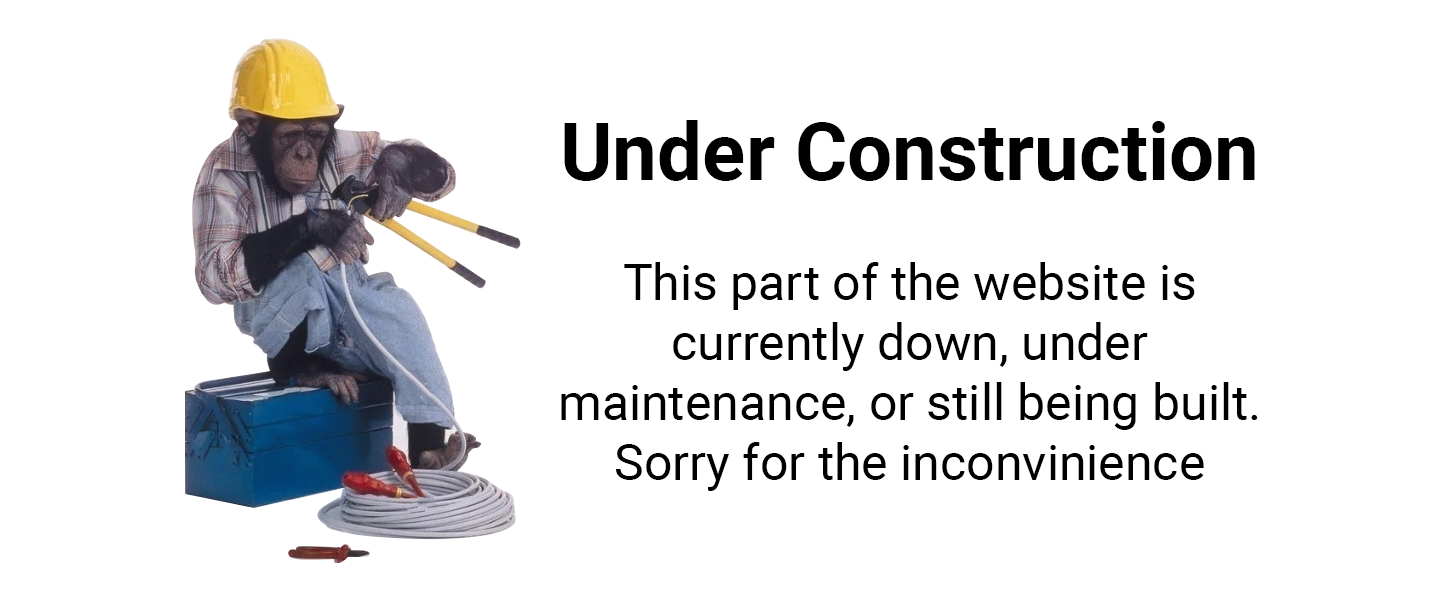 Under Construction
This part of the website is
currently down, under
maintenance, or still being built.
Sorry for the inconvinience